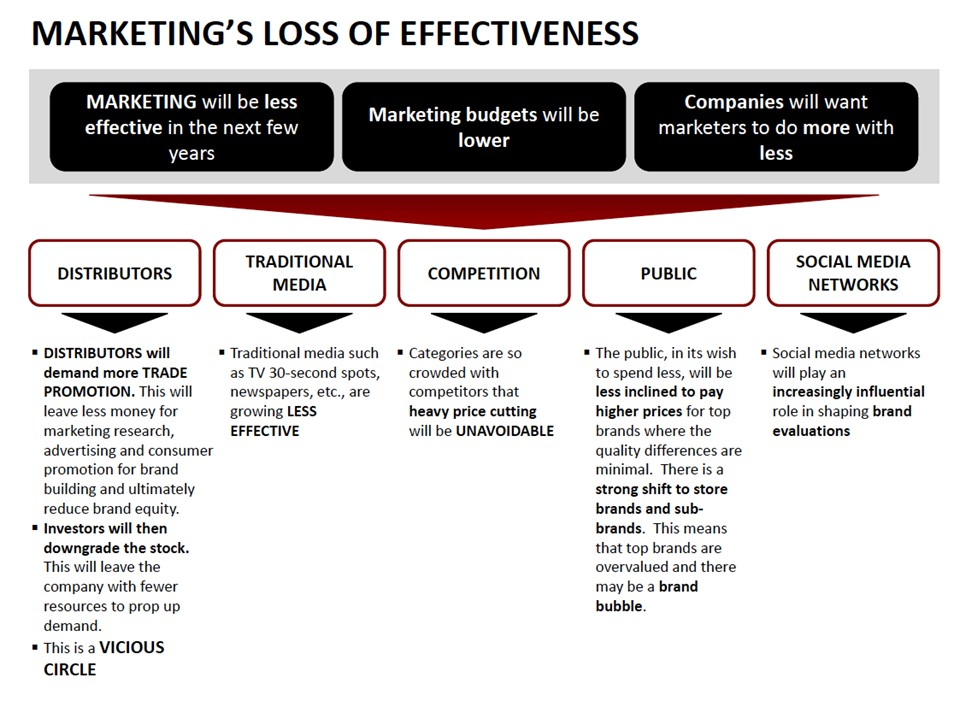 MARKETING'S LOSS OF EFFECTIVENESS
MARKETING will be less
effective in the next few
years
Marketing budgets will be
lower
Companies will want
marketers to do more with
less
DISTRIBUTORS
TRADITIONAL
MEDIA
COMPETITION
PUBLIC
SOCIAL MEDIA
NETWORKS
▪ DISTRIBUTORS will
demand more TRADE
PROMOTION. This will
leave less money for
marketing research,
advertising and consumer
promotion for brand
building and ultimately
reduce brand equity.
▪ Investors will then
downgrade the stock.
This will leave the
company with fewer
resources to prop up
demand.
▪ This is a VICIOUS
CIRCLE
▪ Traditional media such
as TV 30-second spots,
newspapers, etc., are
growing LESS
EFFECTIVE
▪ Categories are so
crowded with
competitors that
heavy price cutting
will be UNAVOIDABLE
▪ The public, in its wish
to spend less, will be
less inclined to pay
higher prices for top
brands where the
quality differences are
minimal. There is a
strong shift to store
brands and sub-
brands. This means
that top brands are
overvalued and there
may be a brand
bubble.
▪ Social media networks
will play an
increasingly influential
role in shaping brand
evaluations